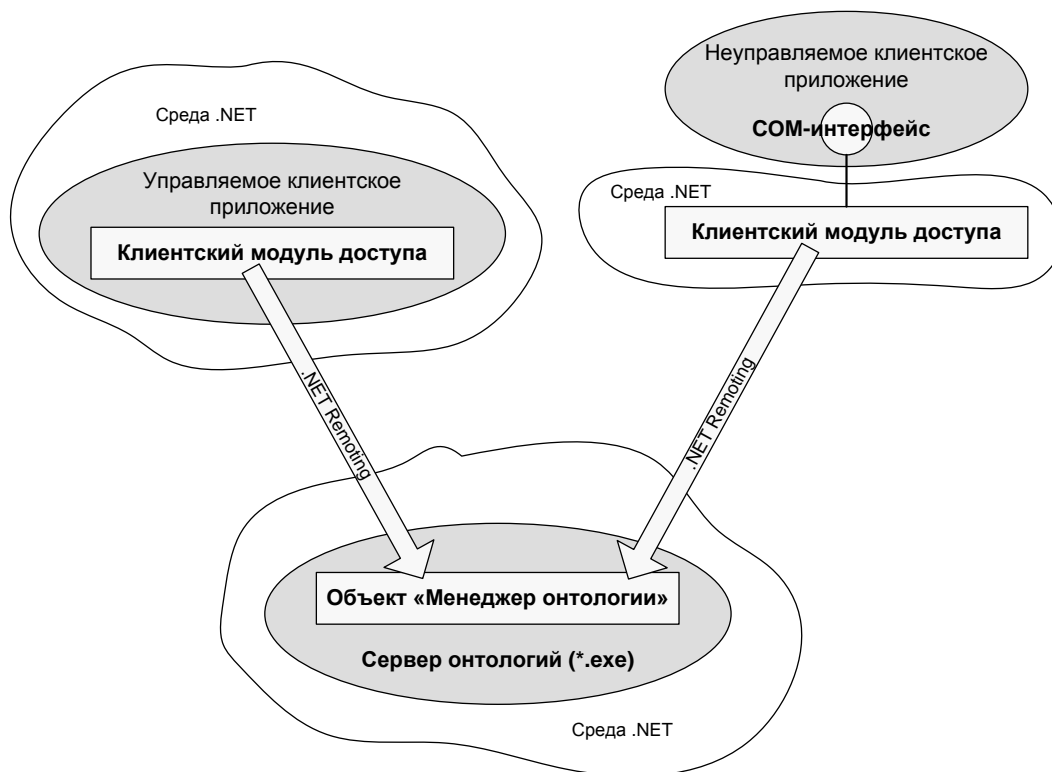 Среда .NET
Управляемое клиентское
приложение
Клиентский модуль доступа
Неуправляемое клиентское
приложение
COM-интерфейс
Среда .NET
Клиентский модуль доступа
.NET Remoting
.NET Remoting
Объект «Менеджер онтологии»
Сервер онтологий (*.exe)
Среда .NET